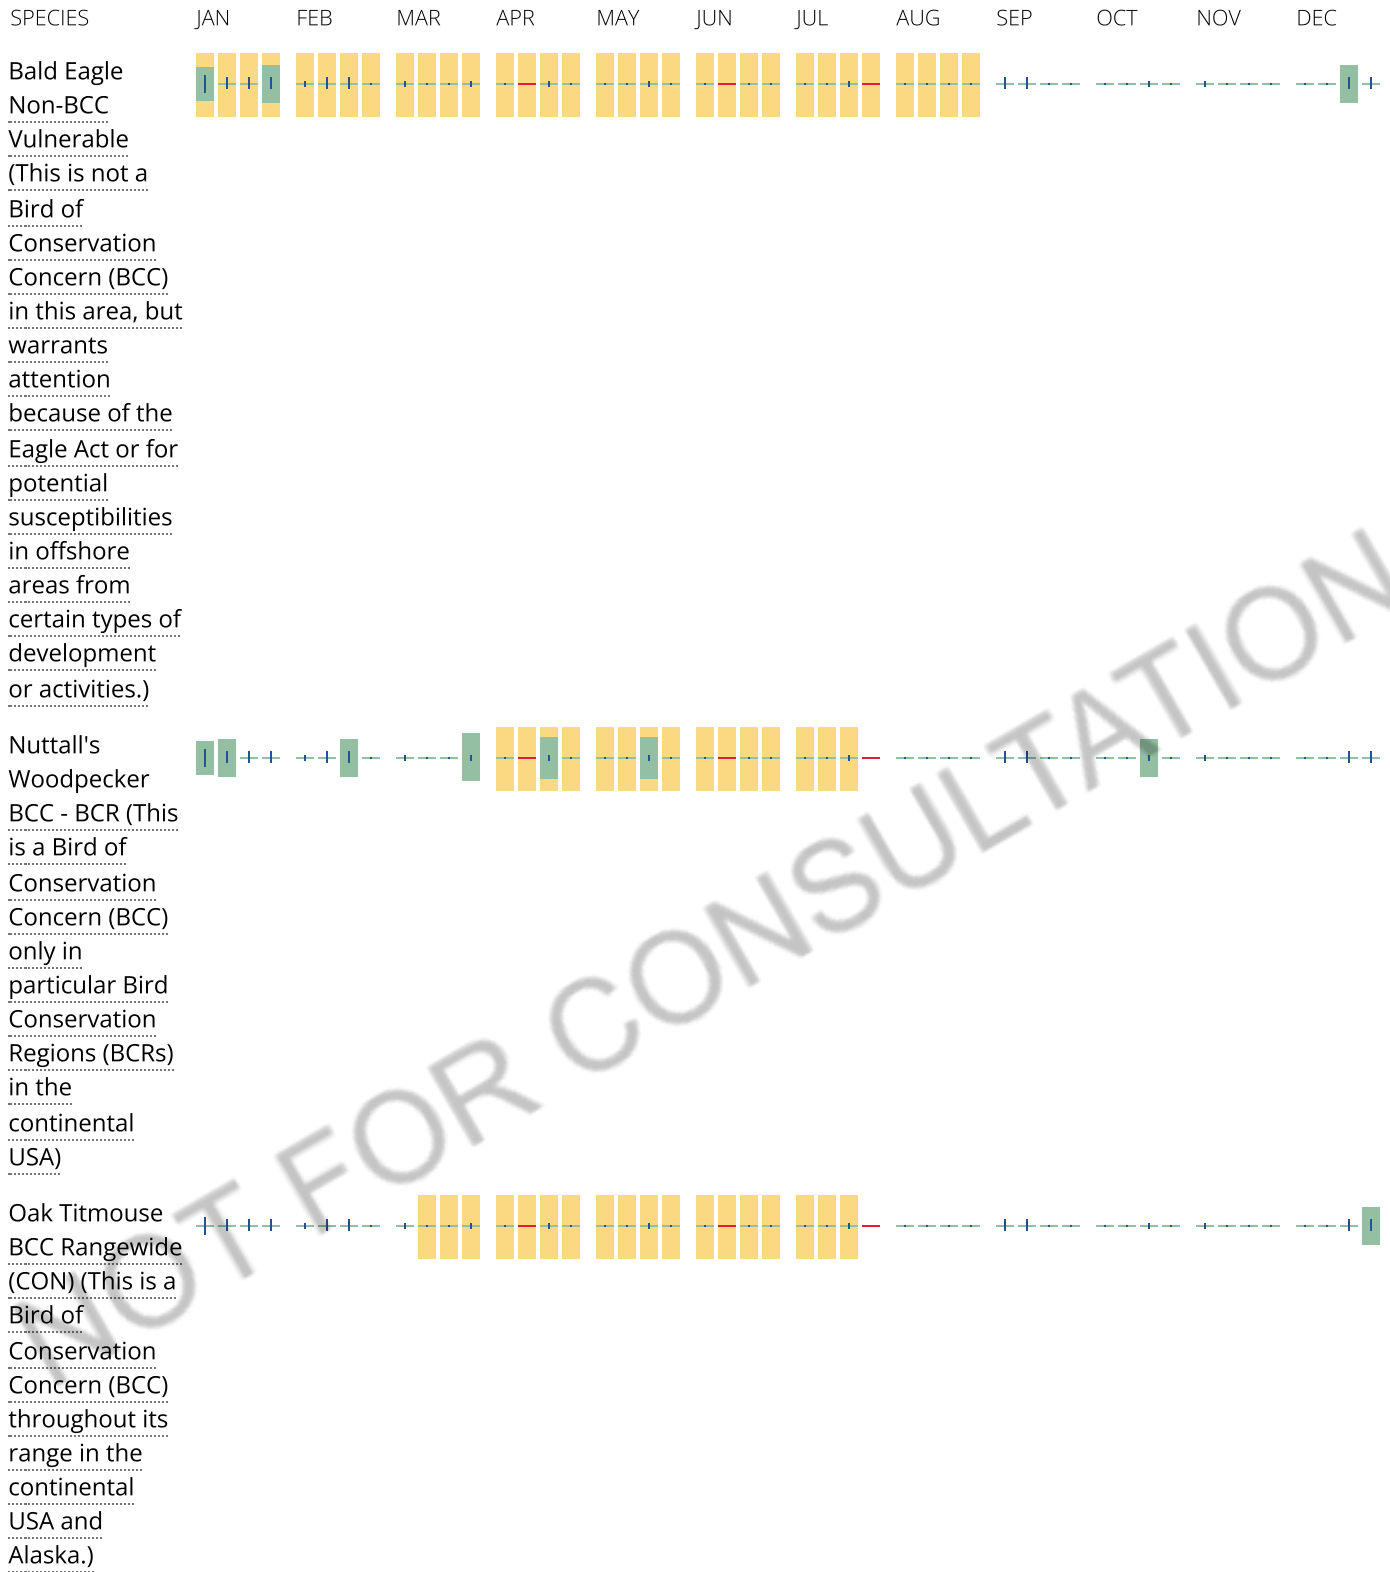 SPECIES JAN FEB MAR APR MAY JUN JUL AUG SEP OCT NOV DEC
Bald Eagle
Non-BCC
Vulnerable
(This is not a
Bird of
Conservation
Concern (BCC)
in this area, but
warrants
attention
because of the
Eagle Act or for
potential
susceptibilities
in offshore
areas from
certain types of
development
or activities.)
Nuttall's
Woodpecker
BCC - BCR (This
is a Bird of
Conservation
Concern (BCC)
only in
particular Bird
Conservation
Regions (BCRs)
in the
continental
USA)
Oak Titmouse
BCC Rangewide
(CON) (This is a
Bird of
Conservation
Concern (BCC)
throughout its
range in the
continental
USA and
Alaska.)
NOT FOR CONSULTATION